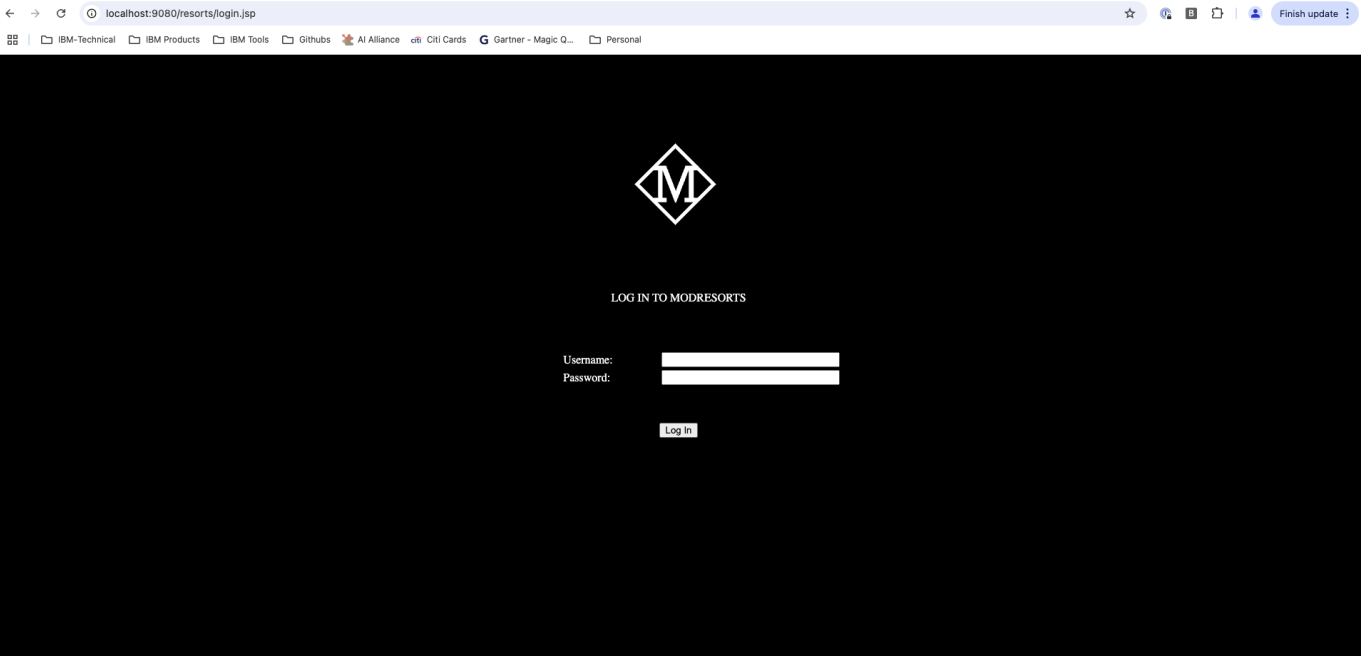 localhost:9080/resorts/login.jsp
B
Finish update
IBM-Technical IBM Products IBM Tools Githubs AI Alliance citi Citi Cards G Gartner - Magic Q... Personal
M
LOG IN TO MODRESORTS
Username:
Password:
Log In